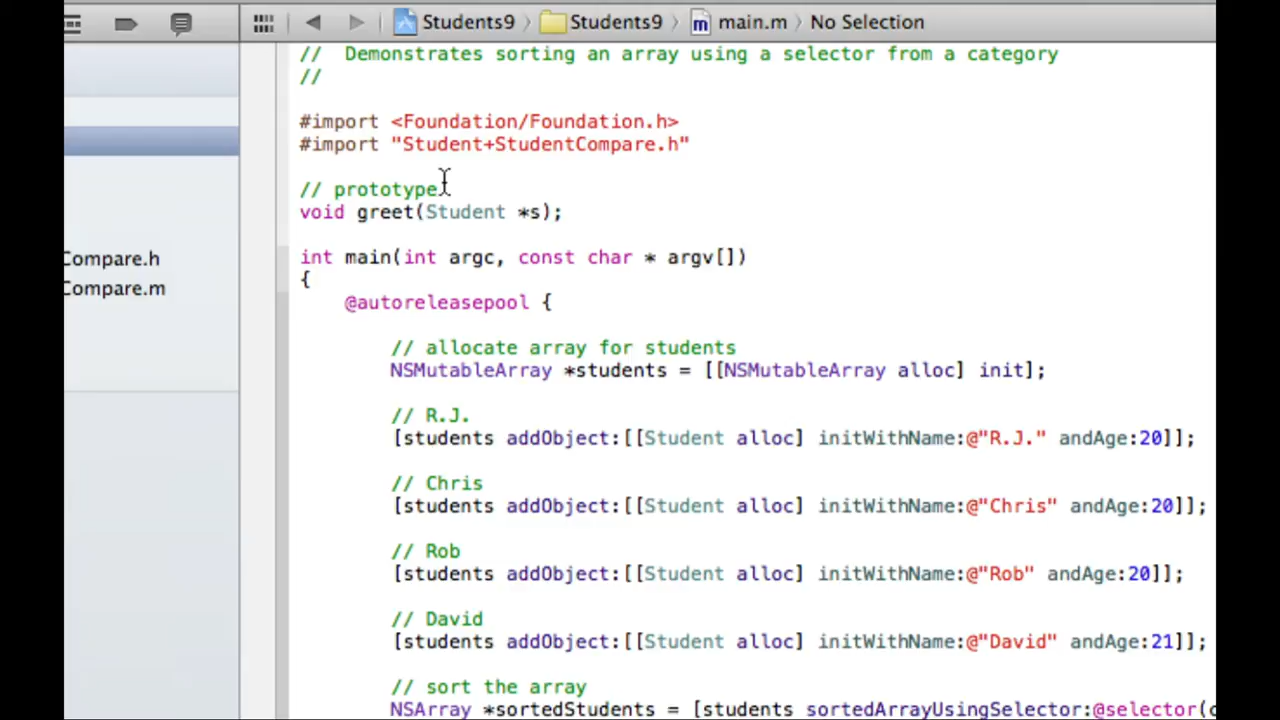 Students9 Students9 m main.m No Selection
// Demonstrates sorting an array using a selector from a category
//
#import <Foundation/Foundation.h>
#import "Student+StudentCompare.h"
// prototype
void greet(Student *s);
int main(int argc, const char * argv[])
Compare.h
{
Compare.m
@autoreleasepool {
// allocate array for students
NSMutableArray *students = [[NSMutableArray alloc] init];
// R.J.
[students addObject:[[Student alloc] initWithName:@"R.J." andAge:20]];
// Chris
[students addObject:[[Student alloc] initWithName:@"Chris" andAge:20]];
// Rob
[students addObject:[[Student alloc] initWithName:@"Rob" andAge:20]];
// David
[students addObject:[[Student alloc] initWithName:@"David" andAge:21]];
// sort the array
NSArray *sortedStudents = [students sortedArrayUsingSelector:@selector(c